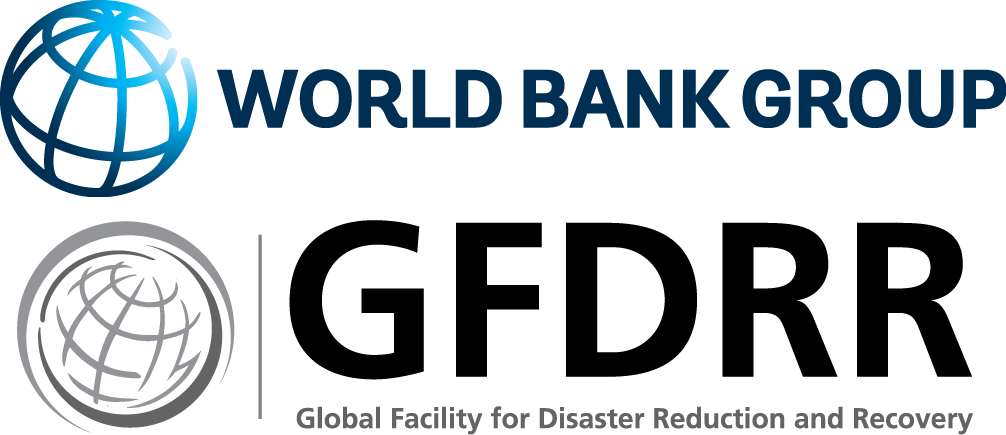 WORLD BANK GROUP
GFDRR
Global Facility for Disaster Reduction and Recovery